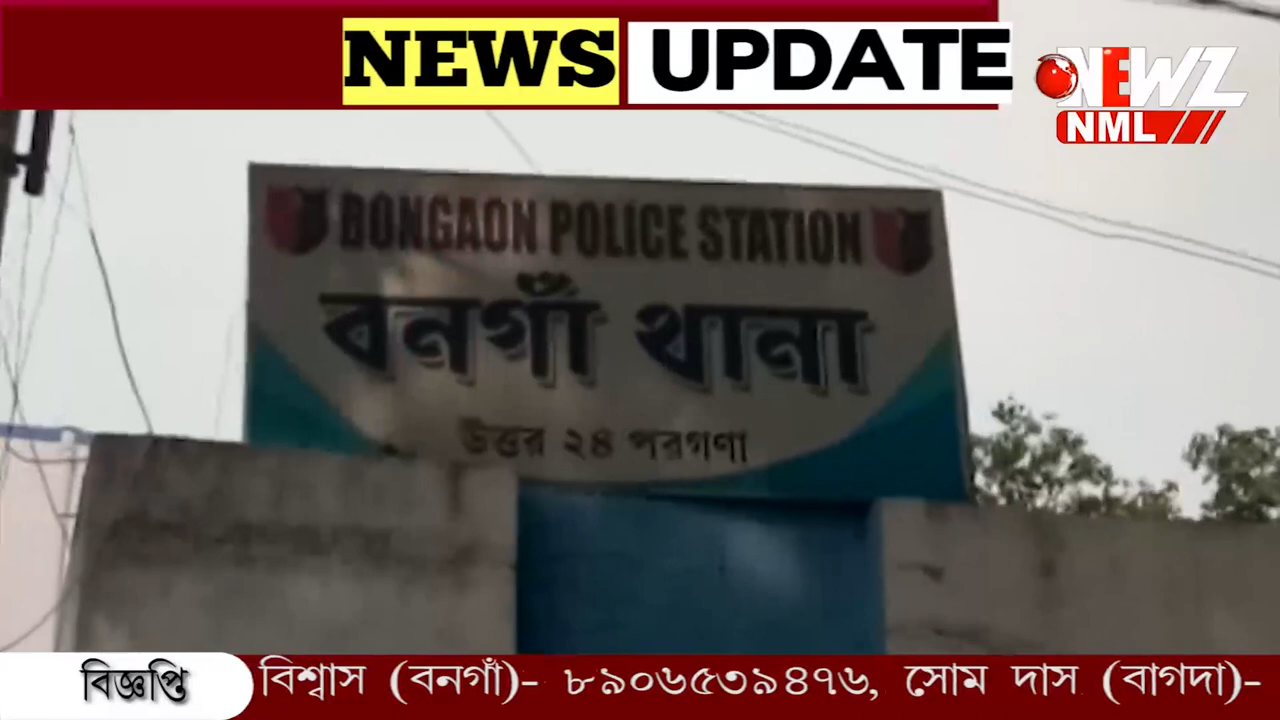 NEWS UPDATE
NEWZ
NML
BONGAON POLICE STATION
বনগাঁ থানা
উত্তর ২৪ পরগণা
বিজ্ঞপ্তি
বিশ্বাস (বনগাঁ)- ৮৯০৬৫৩৯৪৭৬, সোম দাস (বাগদা)-